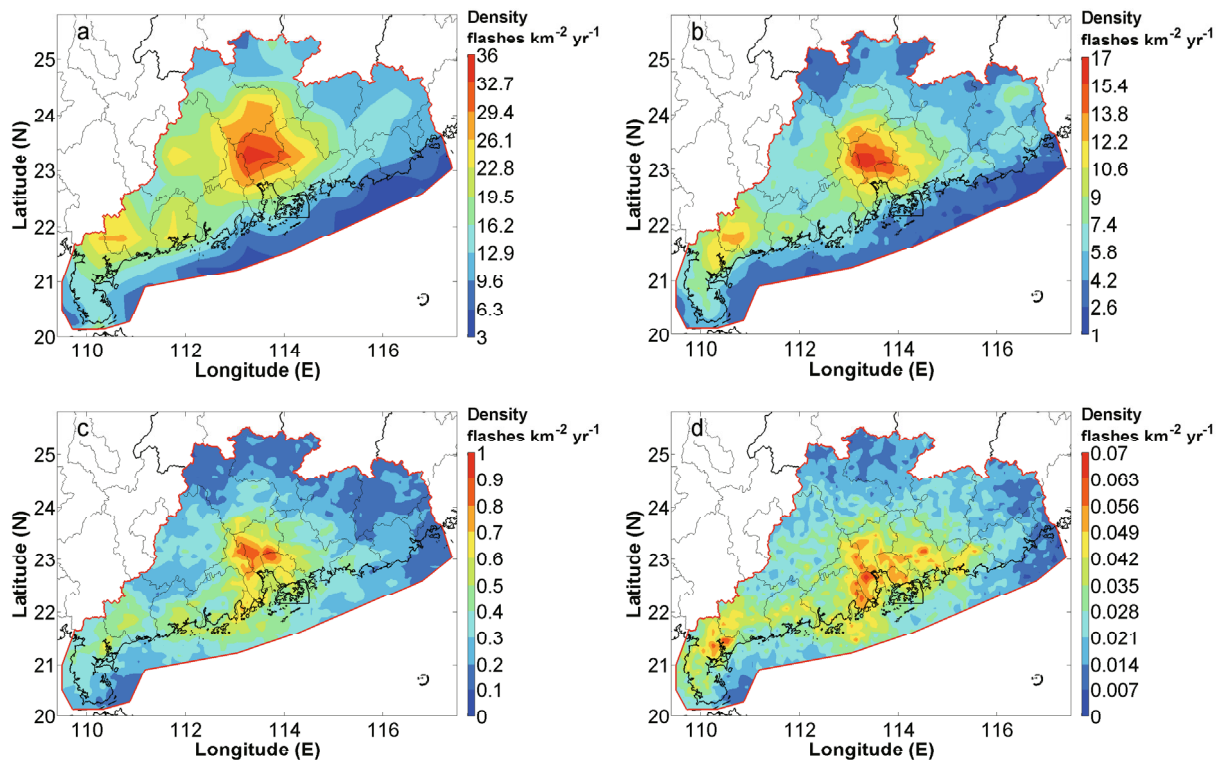 a
Density
flashes km⁻² yr⁻¹
36
32.7
29.4
26.1
22.8
19.5
16.2
12.9
9.6
6.3
3
25
24
23
22
21
20
Latitude (N)
110 112 114 116
Longitude (E)
b
Density
flashes km⁻² yr⁻¹
17
15.4
13.8
12.2
10.6
9
7.4
5.8
4.2
2.6
1
25
24
23
22
21
20
Latitude (N)
110 112 114 116
Longitude (E)
c
Density
flashes km⁻² yr⁻¹
1
0.9
0.8
0.7
0.6
0.5
0.4
0.3
0.2
0.1
0
25
24
23
22
21
20
Latitude (N)
110 112 114 116
Longitude (E)
d
Density
flashes km⁻² yr⁻¹
0.07
0.056
0.049
0.042
0.035
0.028
0.021
0.014
0.007
0
25
24
23
22
21
20
Latitude (N)
110 112 114 116
Longitude (E)